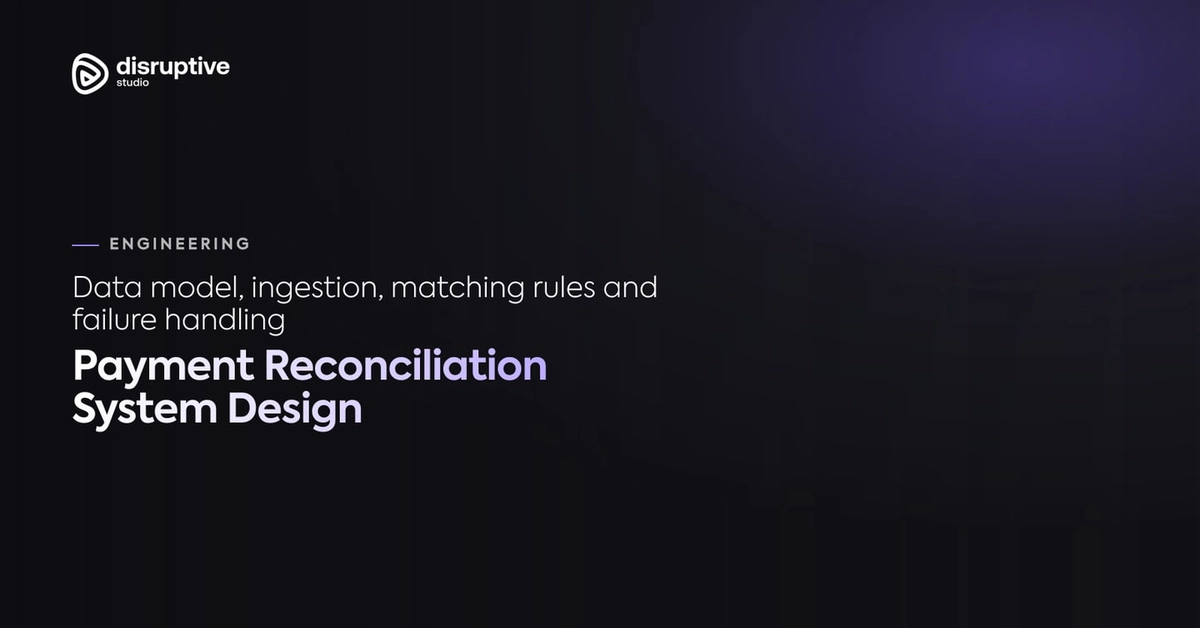 disruptive
studio
ENGINEERING
Data model, ingestion, matching rules and
failure handling
Payment Reconciliation
System Design